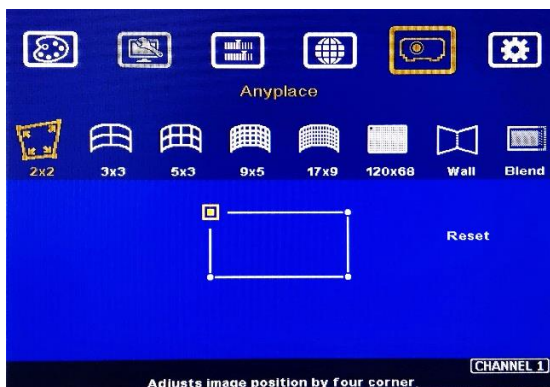 Anyplace
2x2 3x3 5x3 9x5 17x9 120x68 Wall Blend
Reset
CHANNEL 1
Adjusts image position by four corner